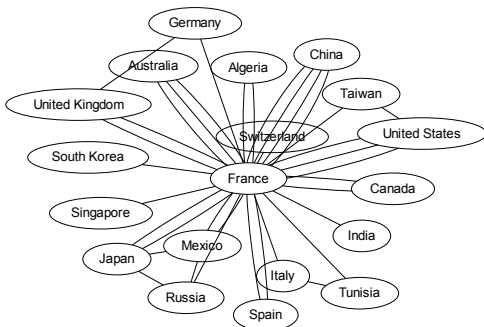 Germany
China
Australia
Algeria
Taiwan
United Kingdom
Switzerland
United States
South Korea
France
Canada
Singapore
India
Mexico
Japan
Italy
Russia
Tunisia
Spain